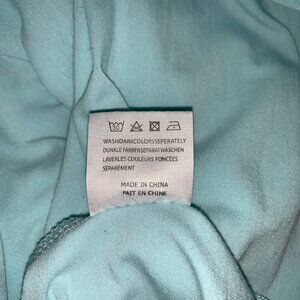 WASHDARKCOLORSSEPERATELY
DUNKLE FARBENSEPARATWASCHEN
LAVERLES COULEURS FONCÉES
SÉPARÉMENT
MADE IN CHINA
FAIT EN CHINE